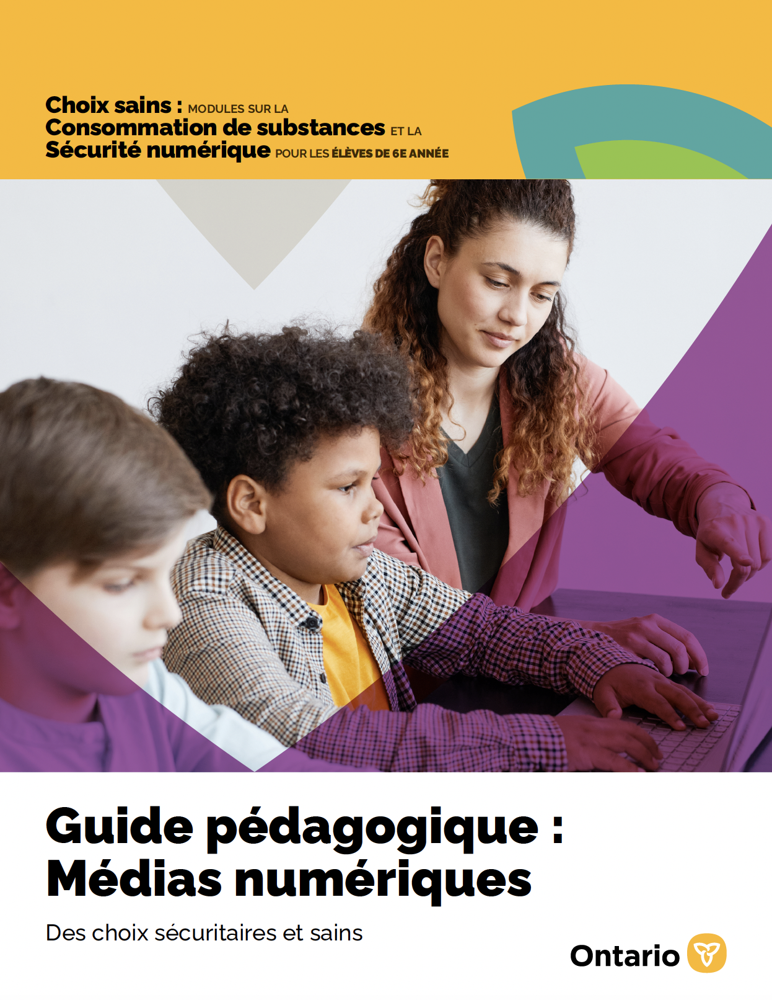 Choix sains : MODULES SUR LA
Consommation de substances ET LA
Sécurité numérique POUR LES ÉLÈVES DE 6E ANNÉE
Guide pédagogique :
Médias numériques
Des choix sécuritaires et sains
Ontario